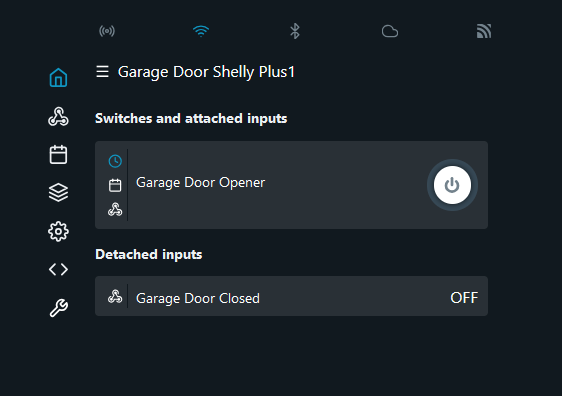 Garage Door Shelly Plus1
Switches and attached inputs
Garage Door Opener
Detached inputs
Garage Door Closed OFF